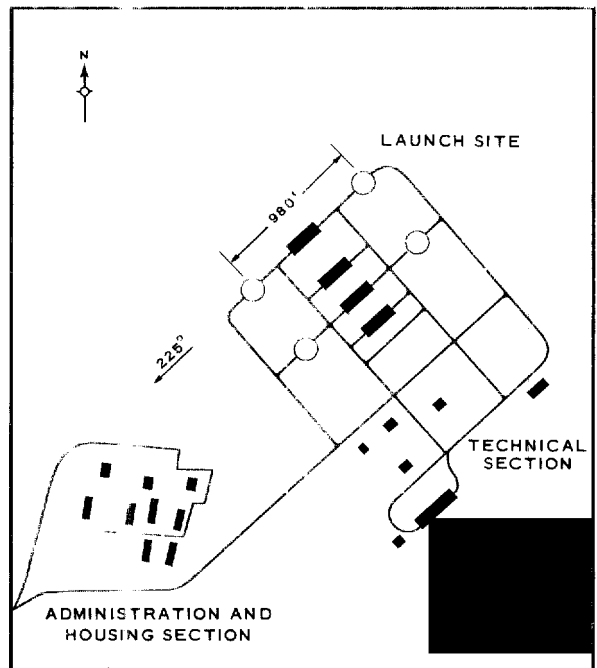 N
LAUNCH SITE
980'
225°
TECHNICAL
SECTION
ADMINISTRATION AND
HOUSING SECTION